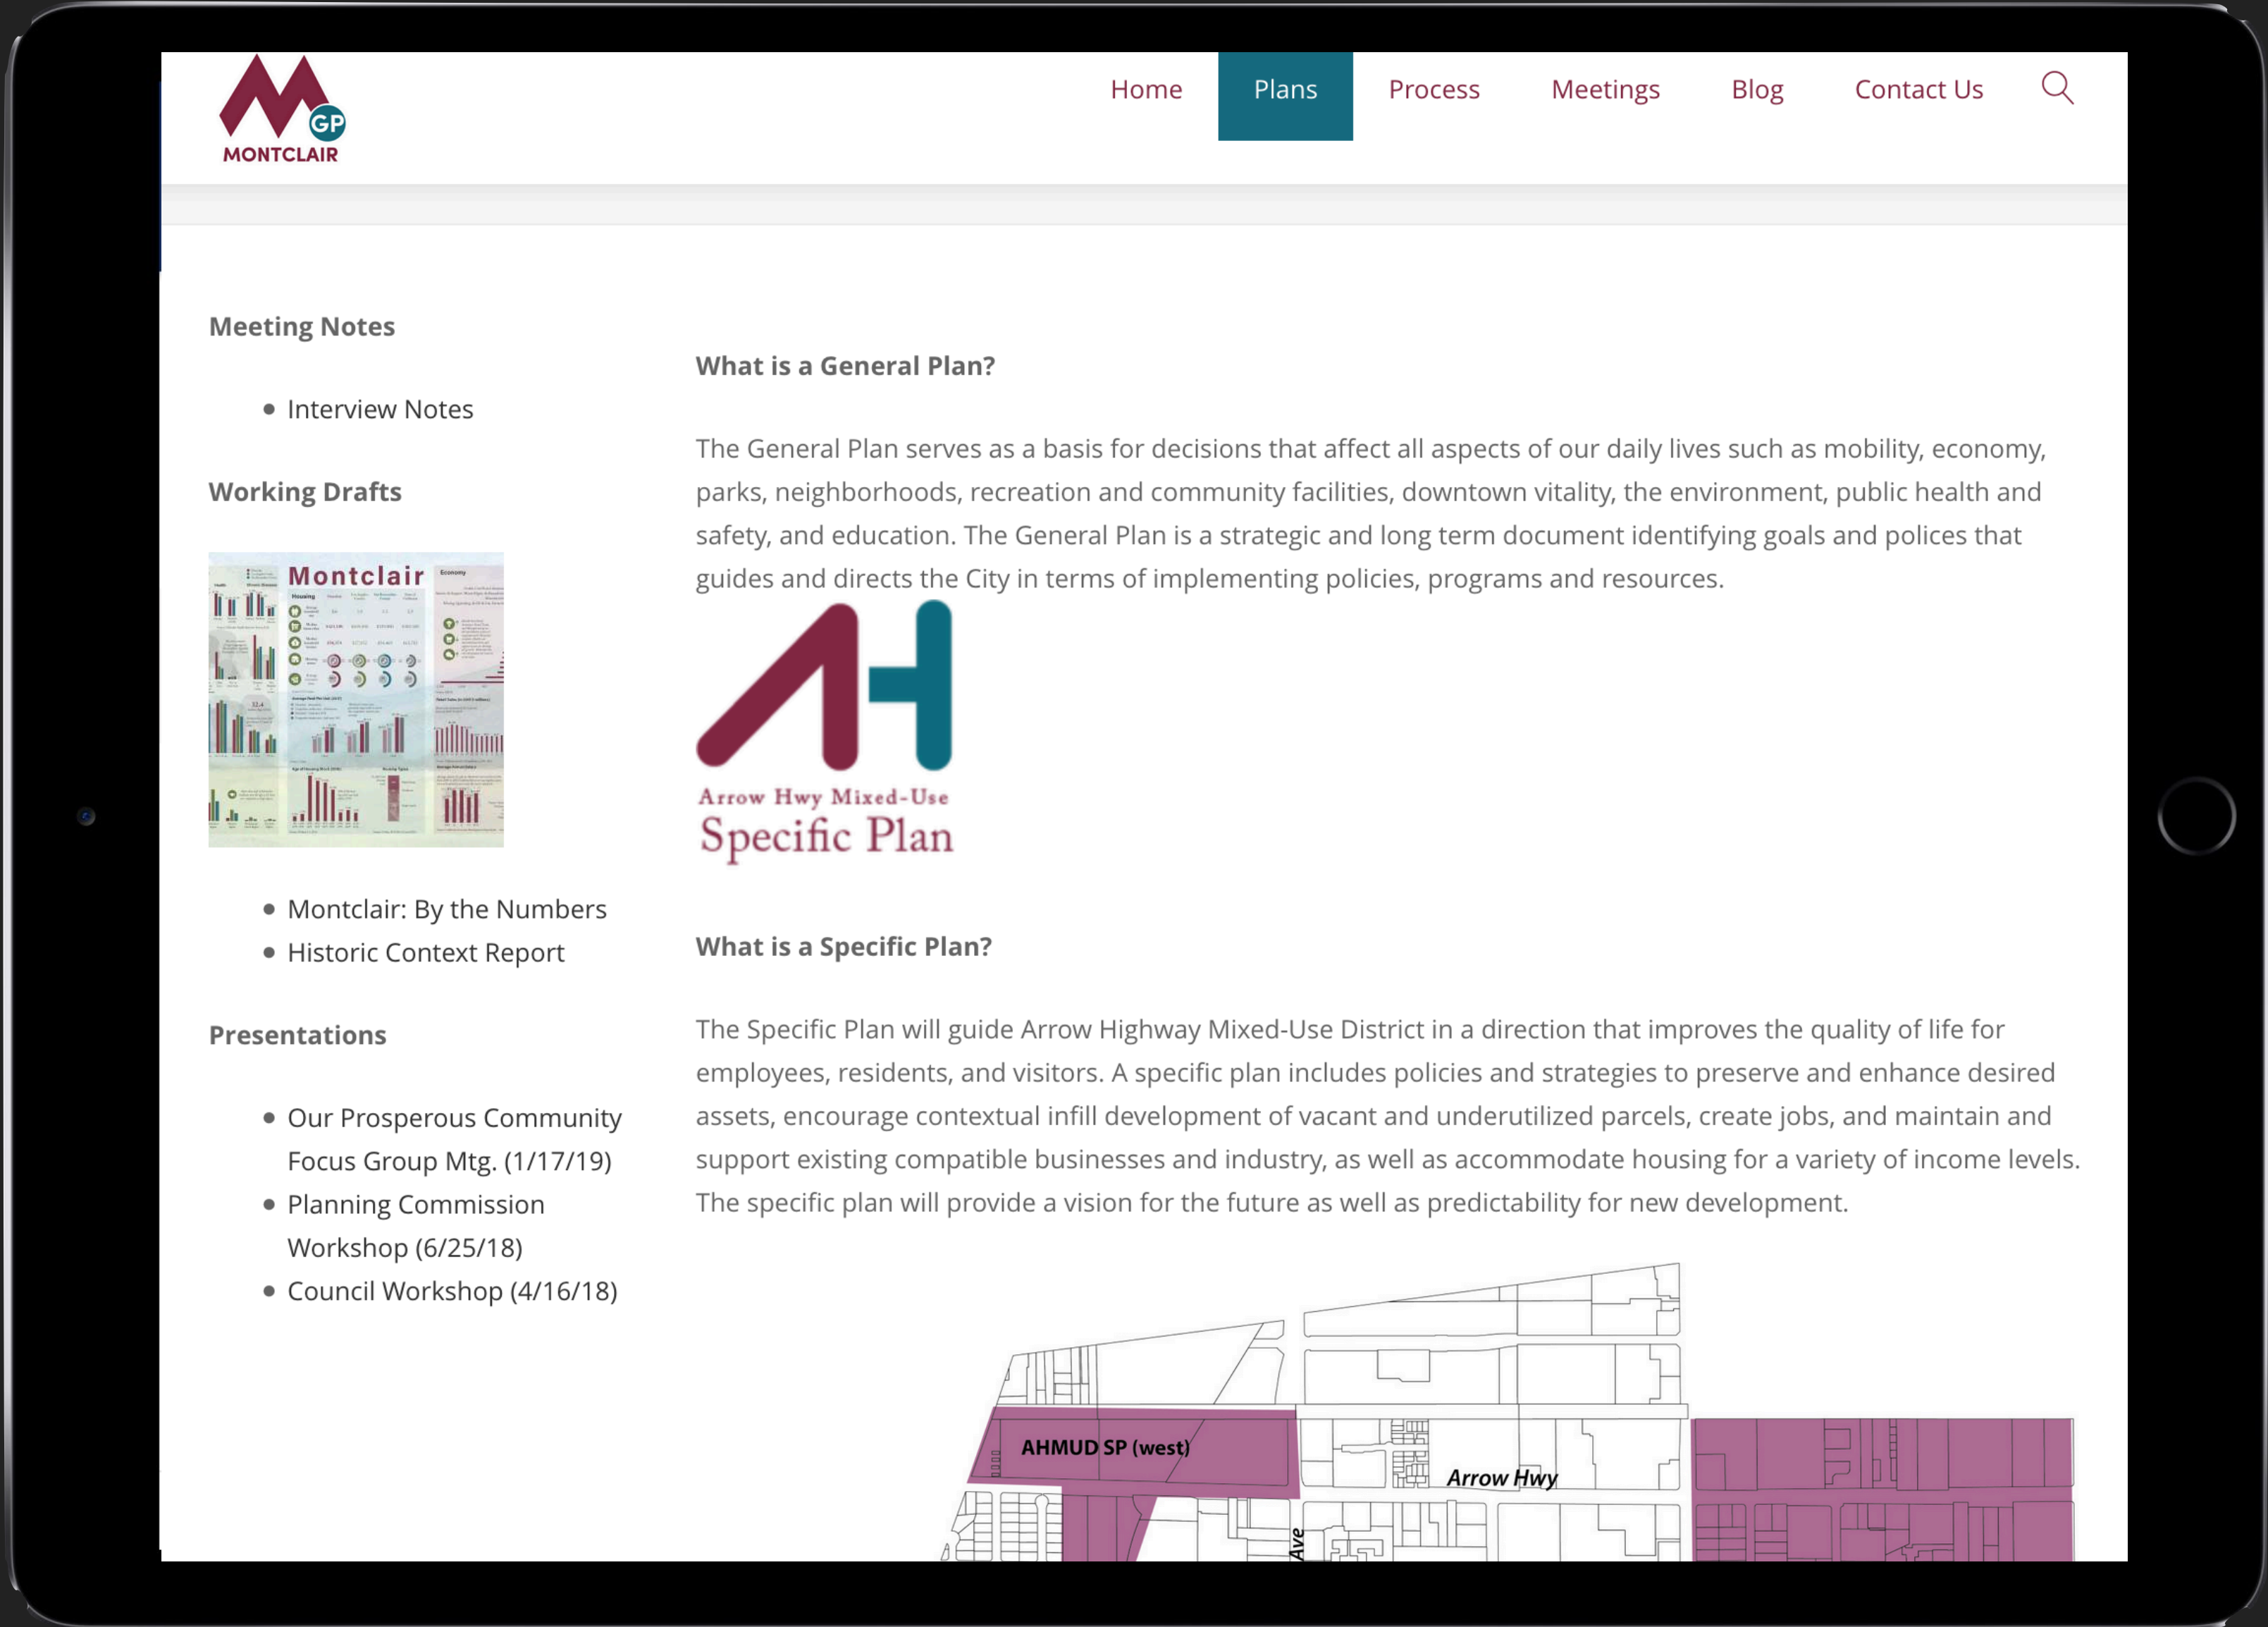 GP
MONTCLAIR
Home
Plans
Process
Meetings
Blog
Contact Us
Meeting Notes
Interview Notes
Working Drafts
Montclair
Housing
Economy
Montclair: By the Numbers
Historic Context Report
Presentations
Our Prosperous Community
Focus Group Mtg. (1/17/19)
Planning Commission
Workshop (6/25/18)
Council Workshop (4/16/18)
What is a General Plan?
The General Plan serves as a basis for decisions that affect all aspects of our daily lives such as mobility, economy,
parks, neighborhoods, recreation and community facilities, downtown vitality, the environment, public health and
safety, and education. The General Plan is a strategic and long term document identifying goals and polices that
guides and directs the City in terms of implementing policies, programs and resources.
AH
Arrow Hwy Mixed-Use
Specific Plan
What is a Specific Plan?
The Specific Plan will guide Arrow Highway Mixed-Use District in a direction that improves the quality of life for
employees, residents, and visitors. A specific plan includes policies and strategies to preserve and enhance desired
assets, encourage contextual infill development of vacant and underutilized parcels, create jobs, and maintain and
support existing compatible businesses and industry, as well as accommodate housing for a variety of income levels.
The specific plan will provide a vision for the future as well as predictability for new development.
AHMUD SP (west)
Arrow Hwy
Ave